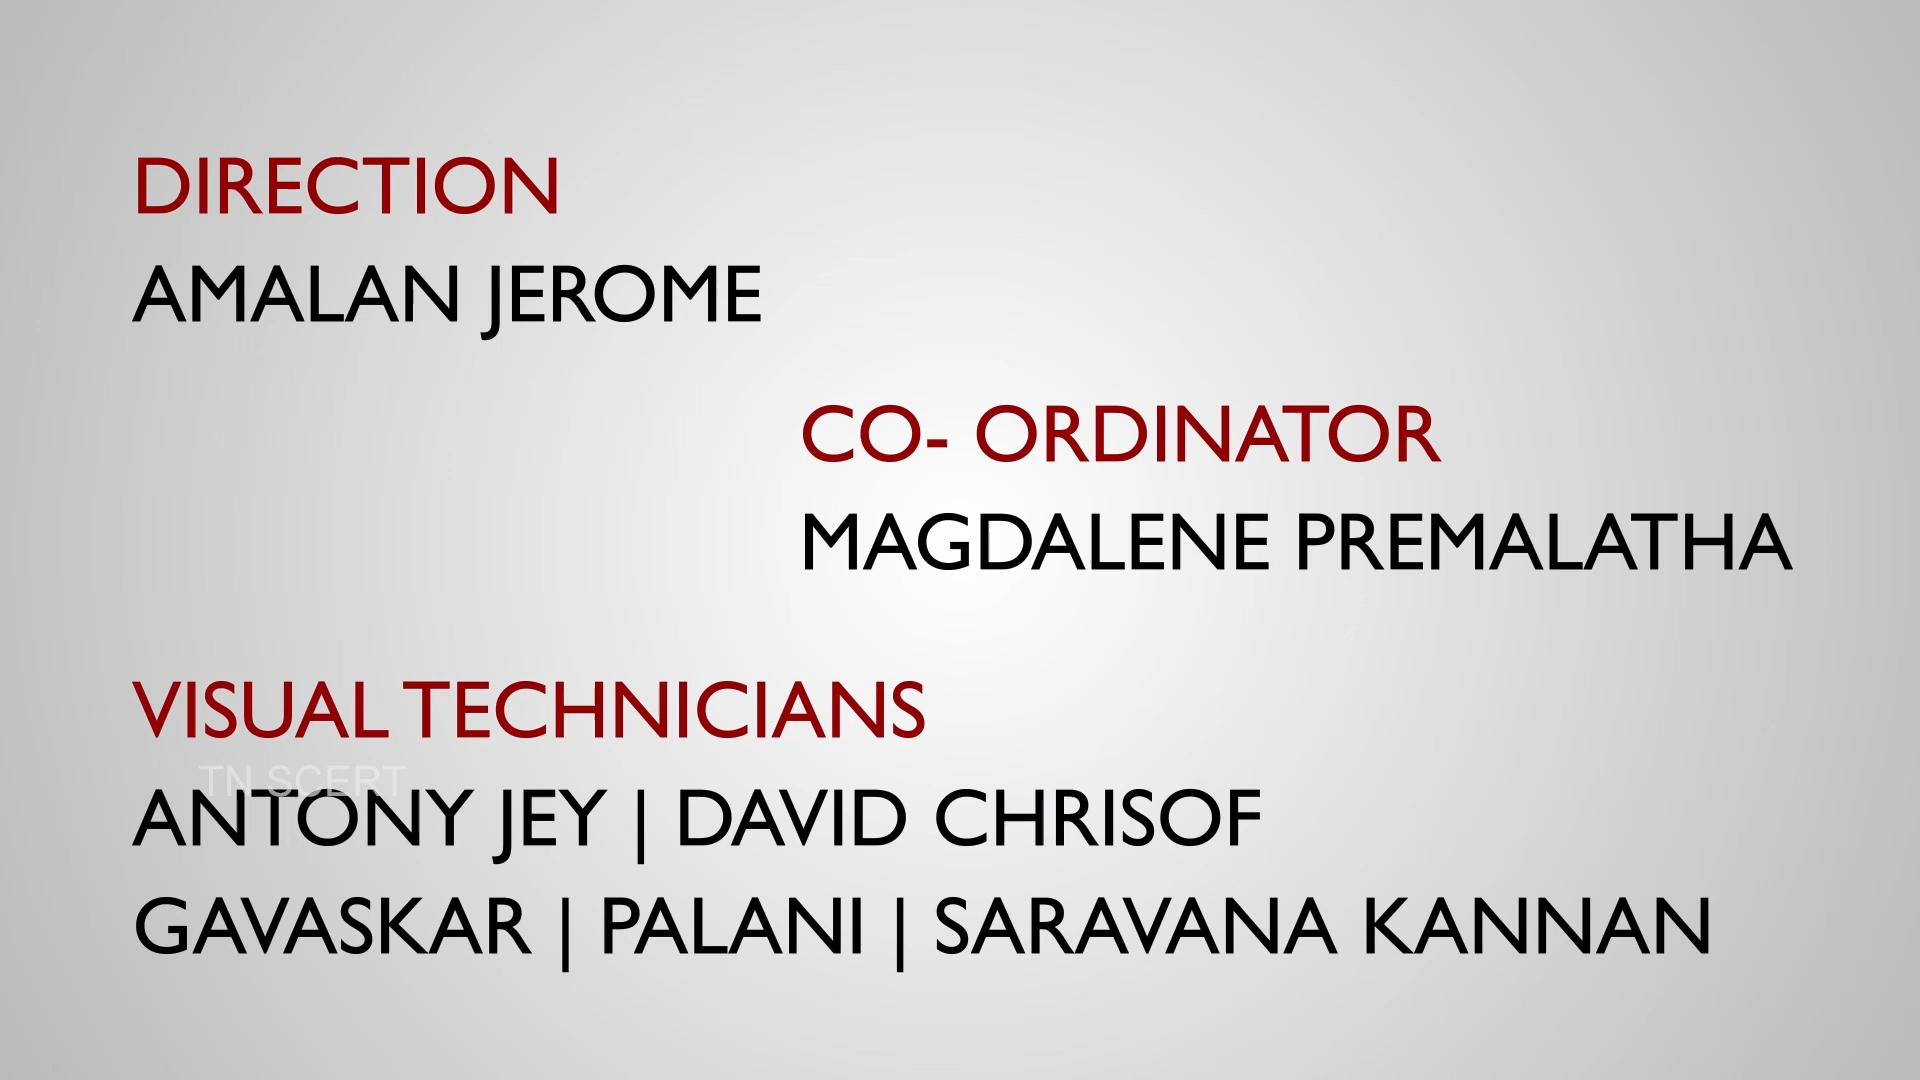 DIRECTION
AMALAN JEROME
CO- ORDINATOR
MAGDALENE PREMALATHA
VISUAL TECHNICIANS
TN SCERT
ANTONY JEY | DAVID CHRISOF
GAVASKAR | PALANI | SARAVANA KANNAN